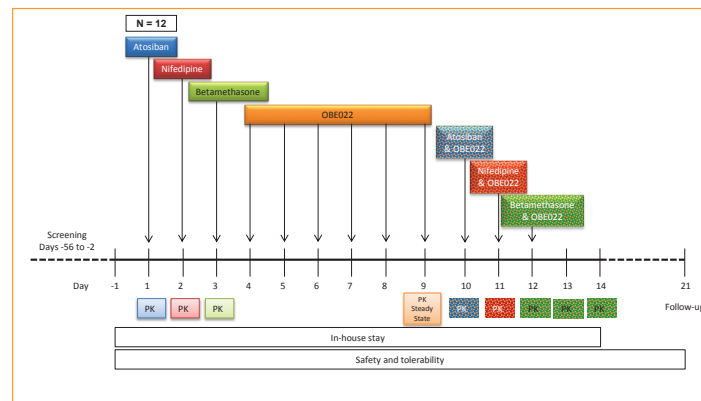 N = 12
Atosiban
Nifedipine
Betamethasone
OBE022
Atosiban
& OBE022
Nifedipine
& OBE022
Betamethasone
& OBE022
Screening
Days -56 to -2
Day -1 1 2 3 4 5 6 7 8 9 10 11 12 13 14 21
PK PK PK PK
Steady
State PK PK PK PK PK Follow-up
In-house stay
Safety and tolerability